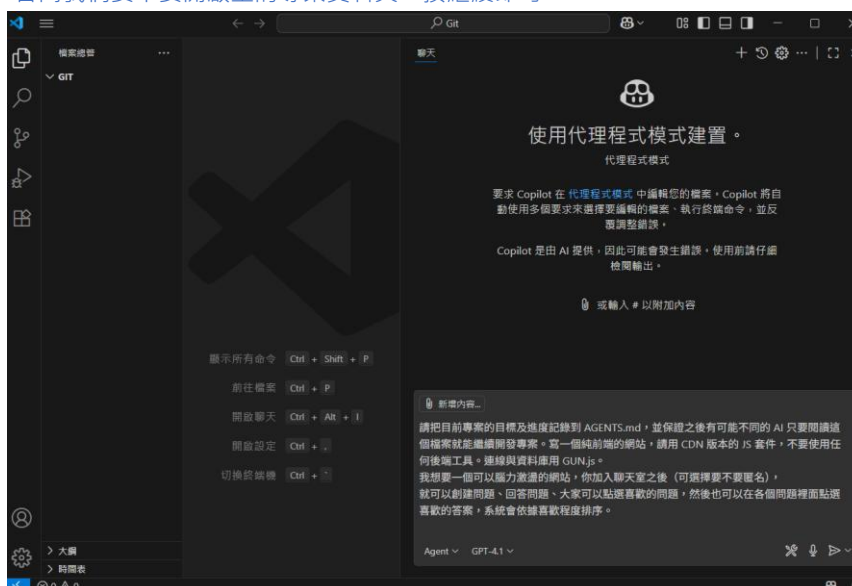 Git
檔案總管
GIT
聊天
使用代理程式模式建置。
代理程式模式
要求 Copilot 在 代理程式模式 中編輯您的檔案。Copilot 將自
動使用多個要求來選擇要編輯的檔案、執行終端命令，並反
覆調整錯誤。
Copilot 是由 AI 提供，因此可能會發生錯誤。使用前請仔細
檢閱輸出。
或輸入 # 以附加內容
顯示所有命令 Ctrl + Shift + P
前往檔案 Ctrl + P
開啟聊天 Ctrl + Alt + I
開啟設定 Ctrl + ,
切換終端機 Ctrl + `
新增內容...
請把目前專案的目標及進度記錄到 AGENTS.md，並保證之後有可能不同的 AI 只要閱讀這
個檔案就能繼續開發專案。寫一個純前端的網站，請用 CDN 版本的 JS 套件，不要使用任
何後端工具。連線與資料庫用 GUN.js。
我想要一個可以腦力激盪的網站，你加入聊天室之後（可選擇要不要匿名），
就可以創建問題、回答問題、大家可以點選喜歡的問題，然後也可以在各個問題裡面點選
喜歡的答案，系統會依據喜歡程度排序。
Agent GPT-4.1
大綱
時間表